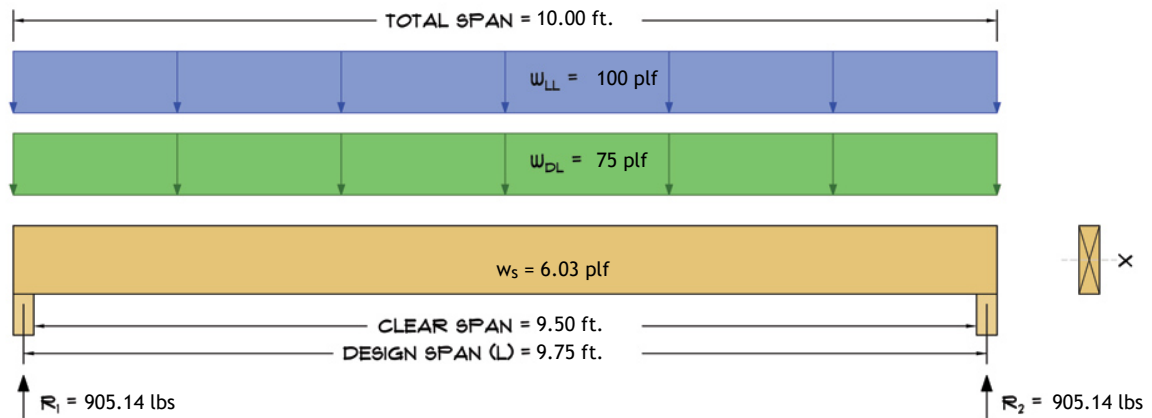 TOTAL SPAN = 10.00 ft.
WLL = 100 plf
WDL = 75 plf
ws = 6.03 plf
X
CLEAR SPAN = 9.50 ft.
DESIGN SPAN (L) = 9.75 ft.
R1 = 905.14 lbs
R2 = 905.14 lbs